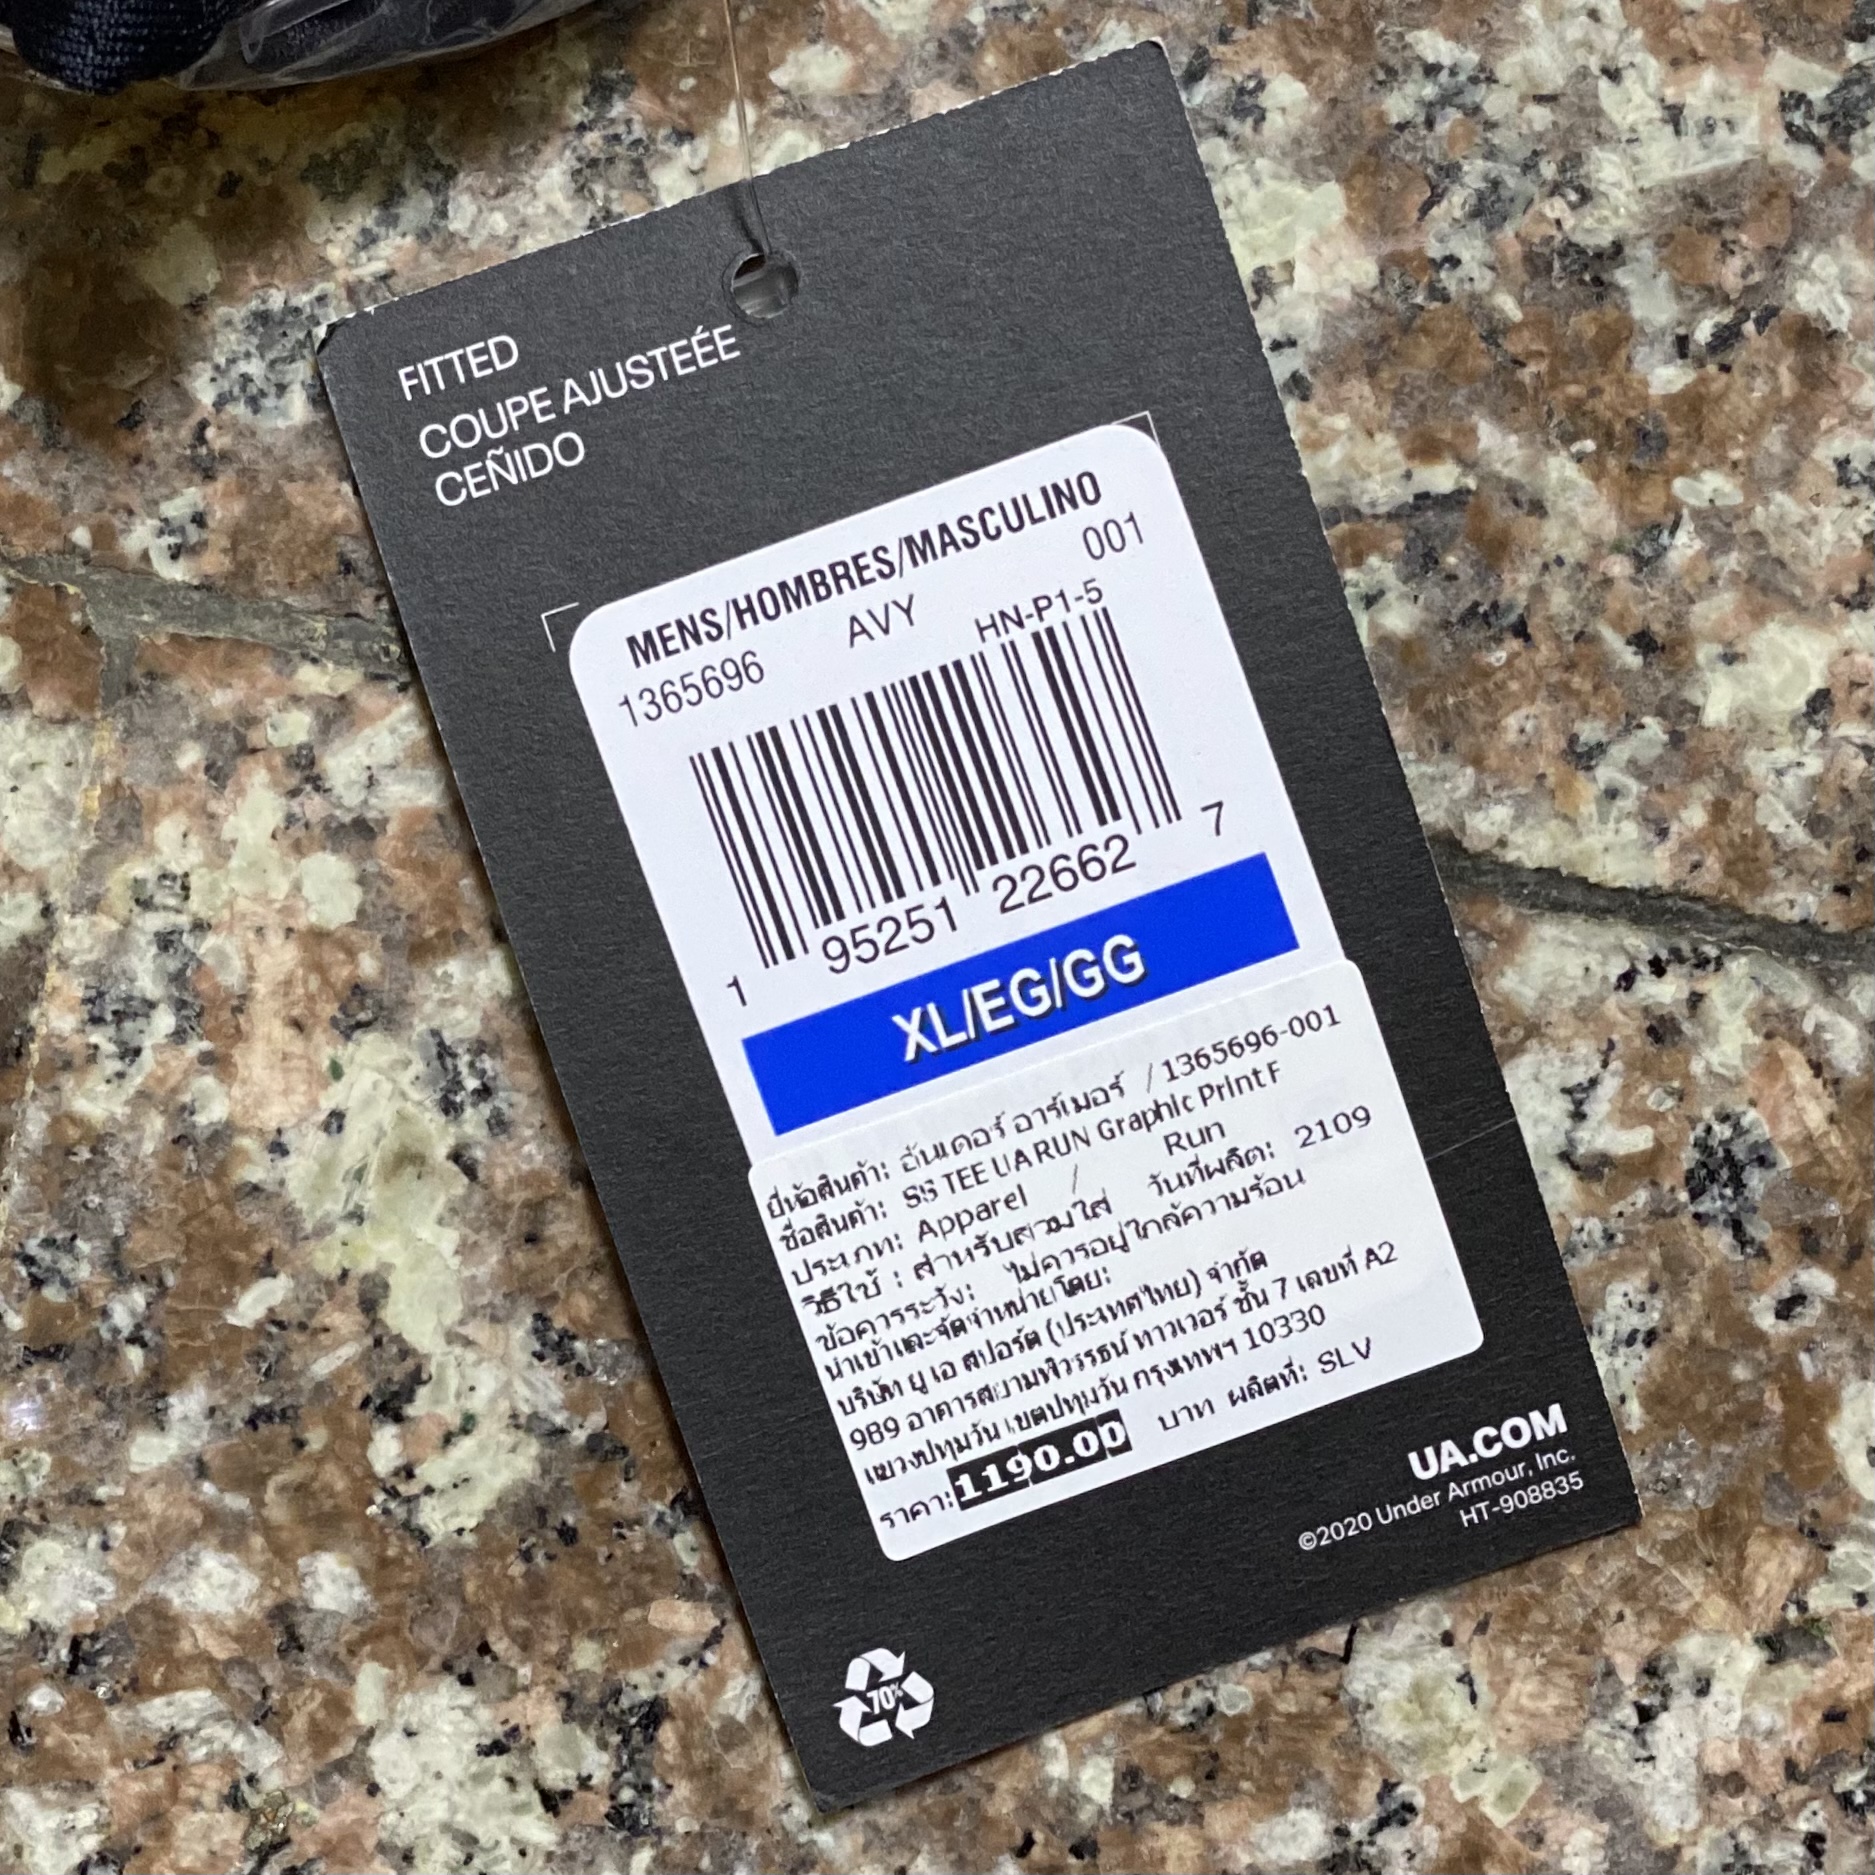 FITTED
COUPE AJUSTEÉE
CEÑIDO
MENS/HOMBRES/MASCULINO
1365696 AVY 001
HN-P1-5
1 95251 22662 7
XL/EG/GG
ยี่ห้อสินค้า: อันเดอร์ อาร์เมอร์ / 1365696-001
ชื่อสินค้า: SS TEE UA RUN Graphic Print F
ประเภท: Apparel / Run
วิธีใช้ : สำหรับสวมใส่ วันที่ผลิต: 2109
ข้อควรระวัง: ไม่ควรอยู่ใกล้ความร้อน
นำเข้าและจัดจำหน่ายโดย:
บริษัท ยู เอ สปอร์ต (ประเทศไทย) จำกัด
989 อาคารสยามพิวรรธน์ ทาวเวอร์ ชั้น 7 เลขที่ A2
แขวงปทุมวัน เขตปทุมวัน กรุงเทพฯ 10330
ราคา: 1190.00 บาท ผลิตที่: SLV
UA.COM
©2020 Under Armour, Inc.
HT-908835
70%